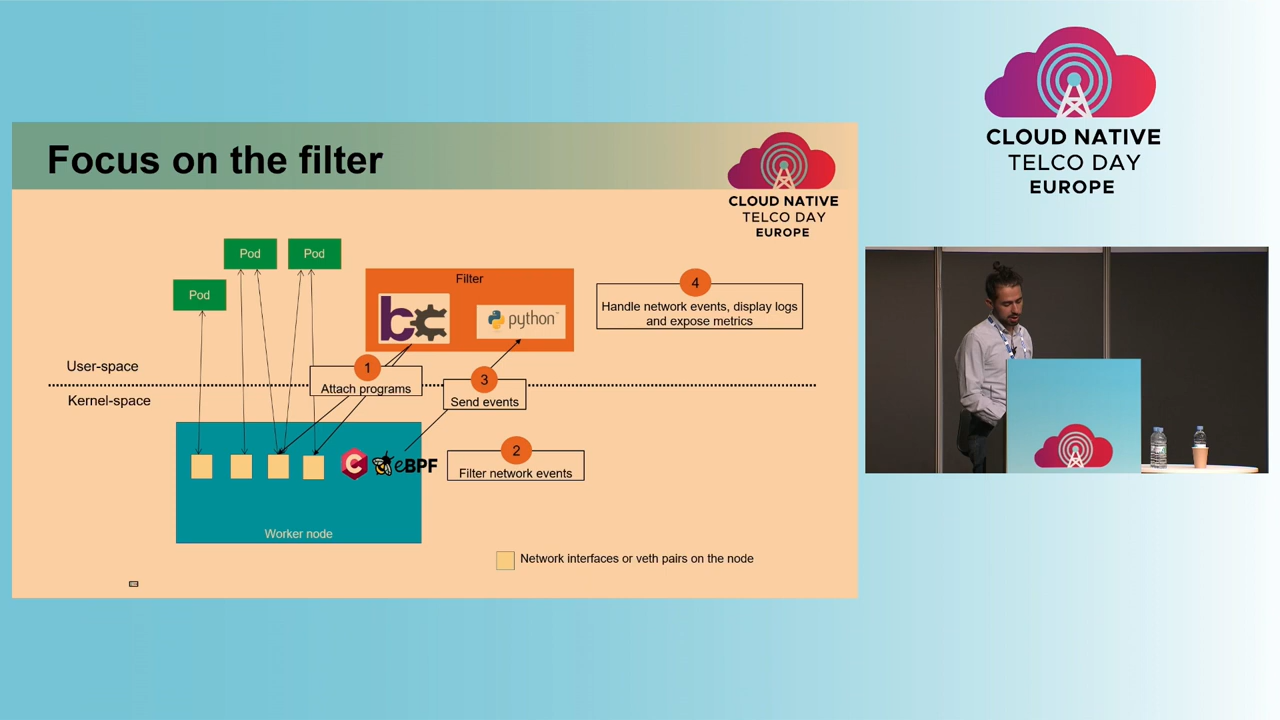 CLOUD NATIVE
TELCO DAY
EUROPE
Focus on the filter
CLOUD NATIVE
TELCO DAY
EUROPE
Pod
Pod
Pod
Filter
bc
python
4
Handle network events, display logs
and expose metrics
User-space
1
Attach programs
3
Send events
Kernel-space
2
Filter network events
C
eBPF
Worker node
Network interfaces or veth pairs on the node